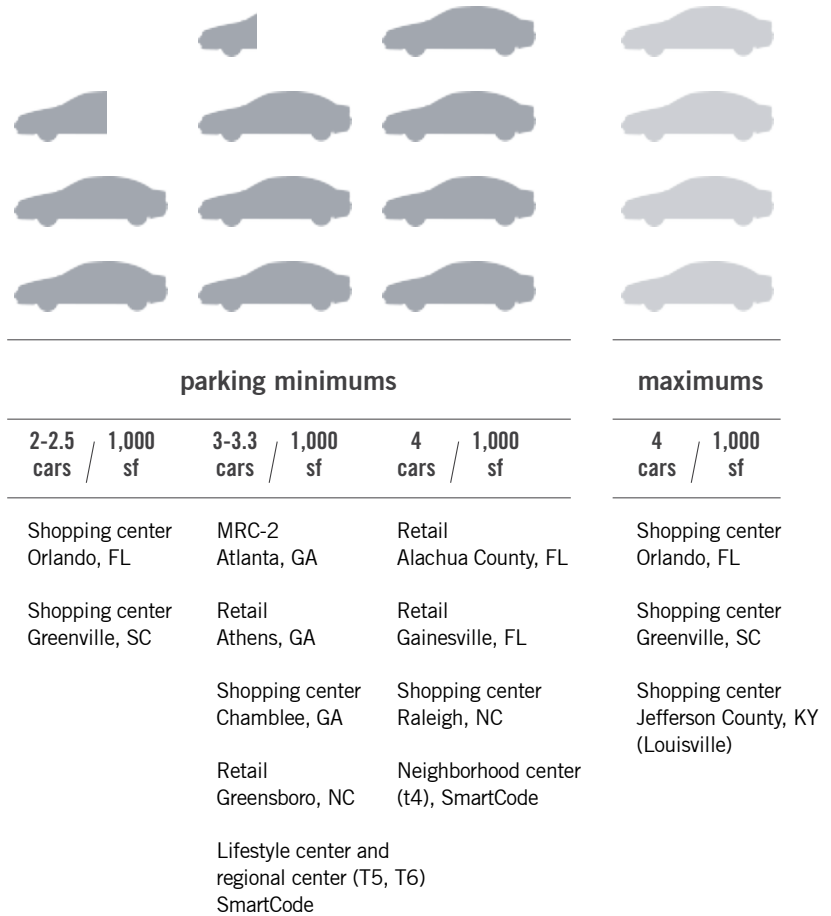 parking minimums
maximums
2-2.5 cars / 1,000 sf
3-3.3 cars / 1,000 sf
4 cars / 1,000 sf
4 cars / 1,000 sf
Shopping center
Orlando, FL
Shopping center
Greenville, SC
MRC-2
Atlanta, GA
Retail
Athens, GA
Shopping center
Chamblee, GA
Retail
Greensboro, NC
Lifestyle center and
regional center (T5, T6)
SmartCode
Retail
Alachua County, FL
Retail
Gainesville, FL
Shopping center
Raleigh, NC
Neighborhood center
(t4), SmartCode
Shopping center
Orlando, FL
Shopping center
Greenville, SC
Shopping center
Jefferson County, KY
(Louisville)